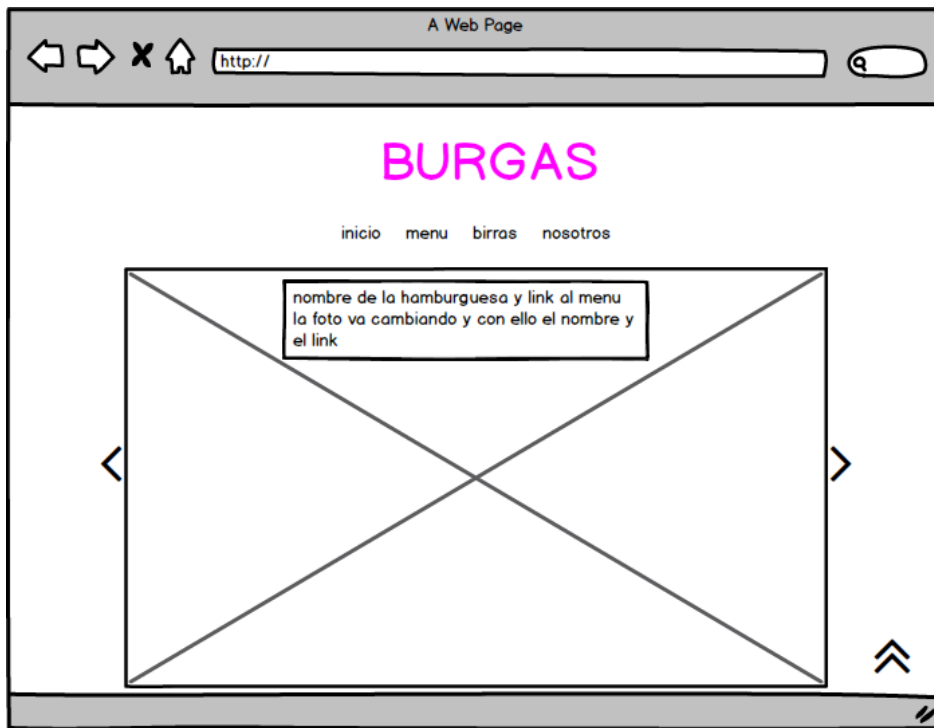 A Web Page
http://
BURGAS
inicio menu birras nosotros
nombre de la hamburguesa y link al menu
la foto va cambiando y con ello el nombre y
el link